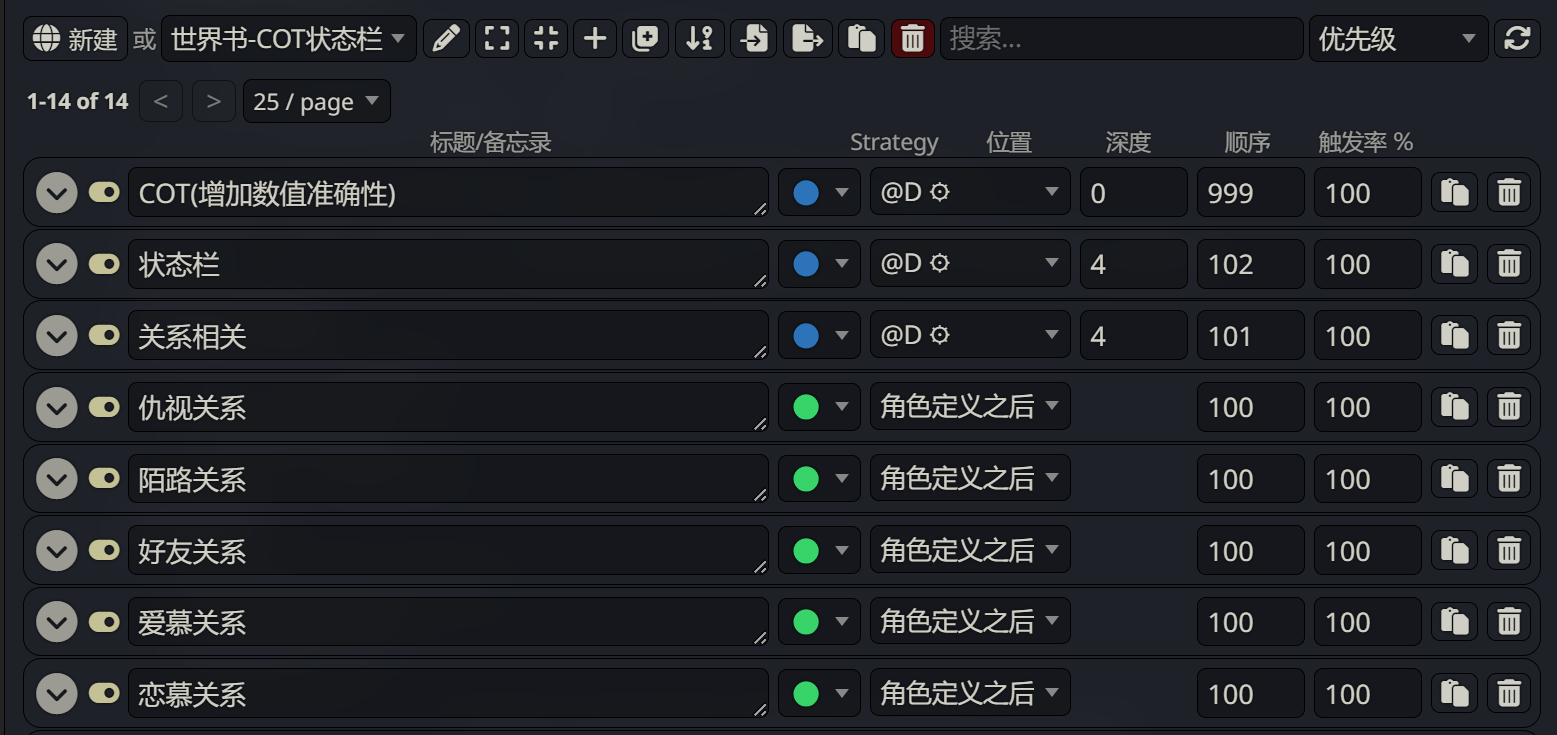 新建 或 世界书-COT状态栏 搜索... 优先级
1-14 of 14 < > 25 / page
标题/备忘录 Strategy 位置 深度 顺序 触发率 %
COT(增加数值准确性) @D 0 999 100
状态栏 @D 4 102 100
关系相关 @D 4 101 100
仇视关系 角色定义之后 100 100
陌路关系 角色定义之后 100 100
好友关系 角色定义之后 100 100
爱慕关系 角色定义之后 100 100
恋慕关系 角色定义之后 100 100